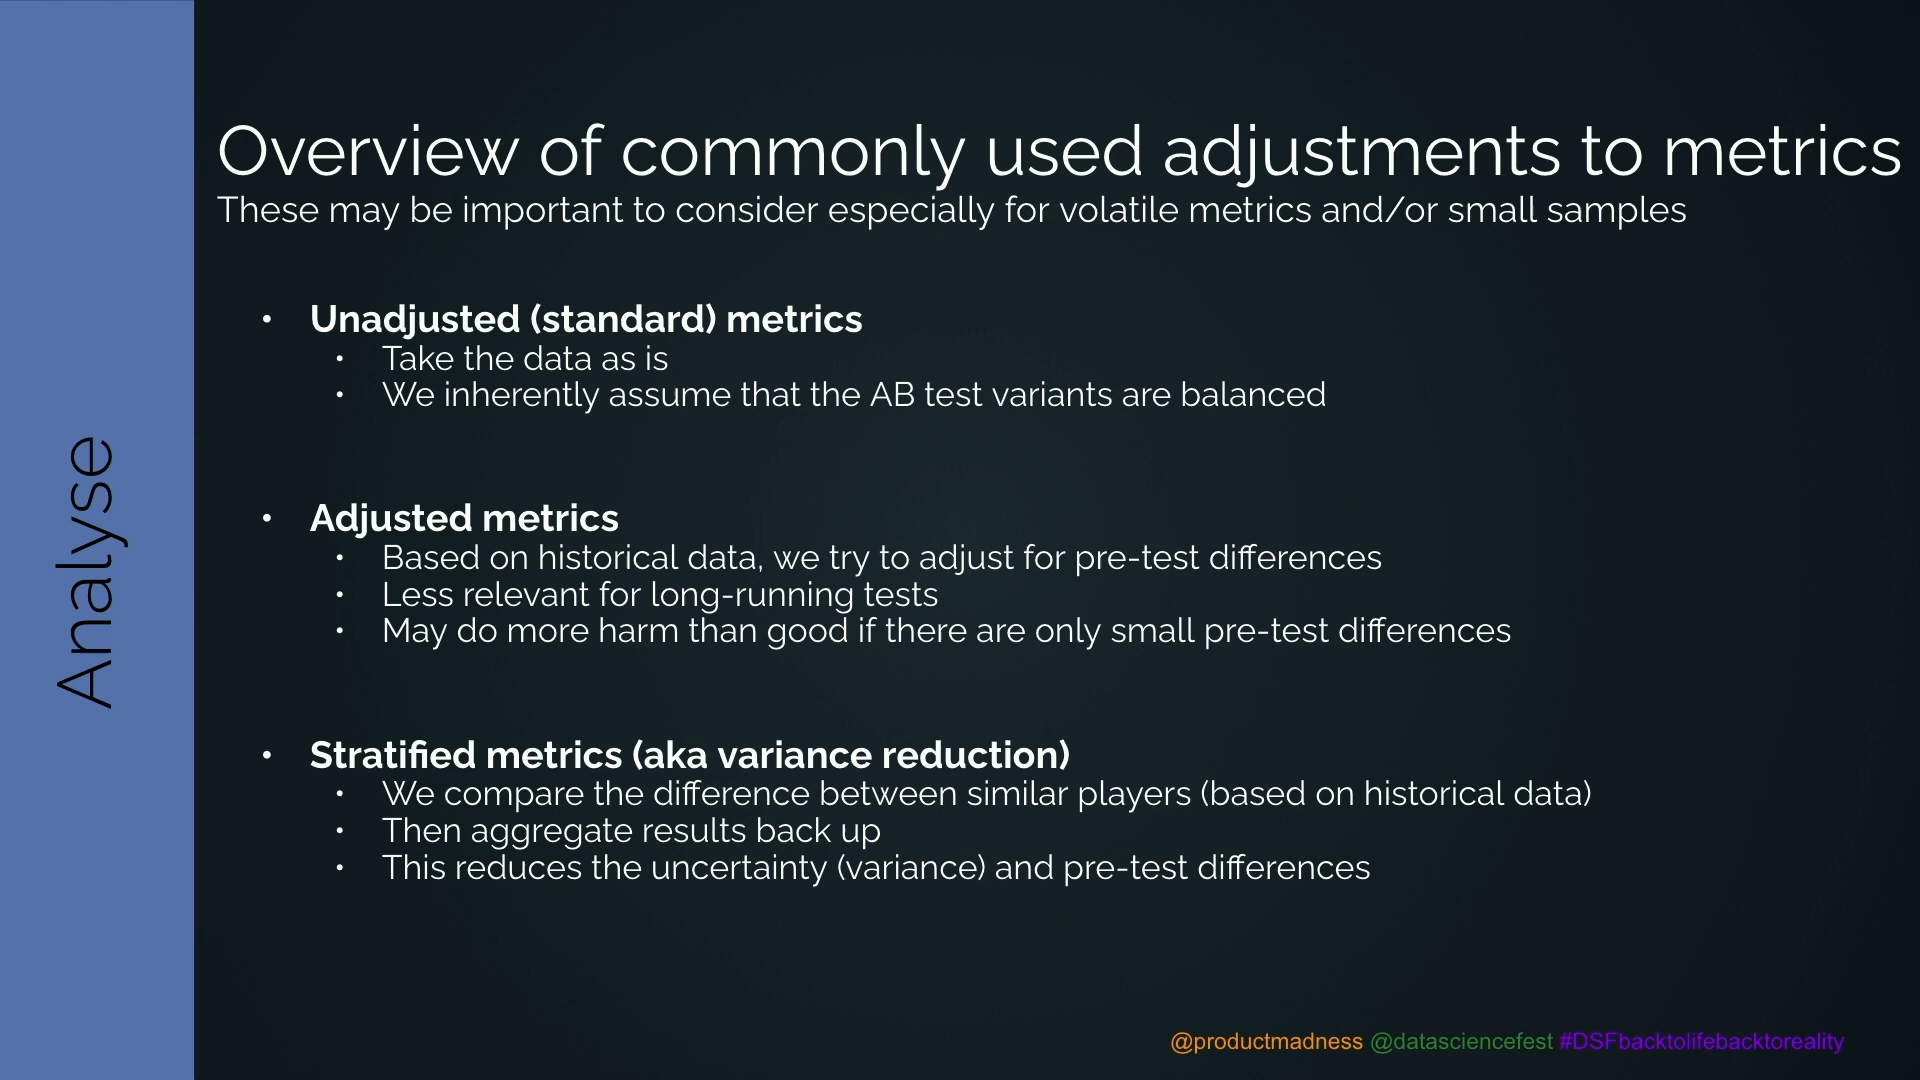 Analyse
Overview of commonly used adjustments to metrics
These may be important to consider especially for volatile metrics and/or small samples
• Unadjusted (standard) metrics
• Take the data as is
• We inherently assume that the AB test variants are balanced
• Adjusted metrics
• Based on historical data, we try to adjust for pre-test differences
• Less relevant for long-running tests
• May do more harm than good if there are only small pre-test differences
• Stratified metrics (aka variance reduction)
• We compare the difference between similar players (based on historical data)
• Then aggregate results back up
• This reduces the uncertainty (variance) and pre-test differences
@productmadness @datasciencefest #DSFbacktolifebacktoreality